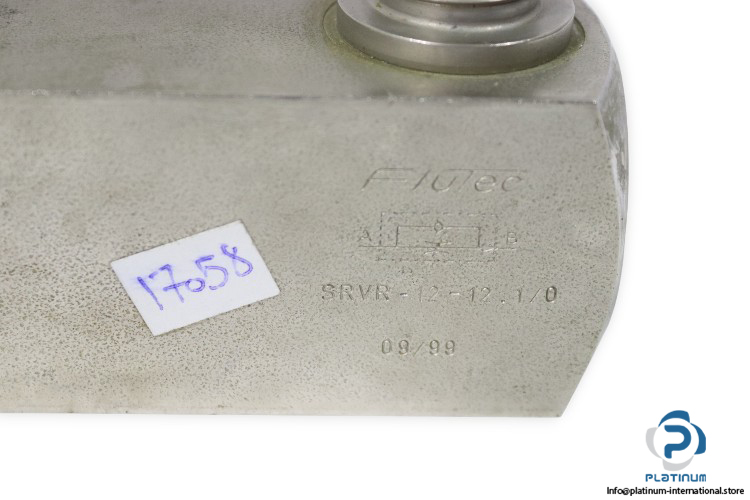 Flutec
A B
SRVR-12-12.1/0
09/99
17058
PLATINUM
Info@platinum-international.store